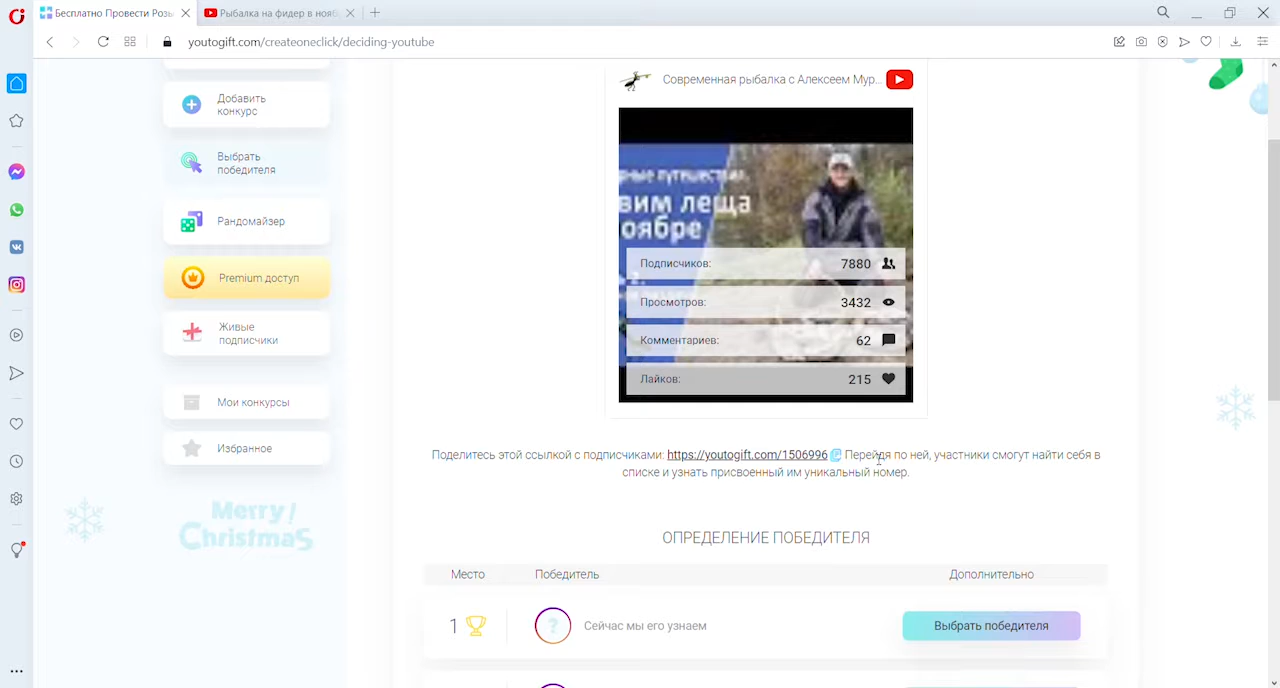 Бесплатно Провести Розы
Рыбалка на фидер в нояб
youtogift.com/createoneclick/deciding-youtube
Добавить
конкурс
Выбрать
победителя
Рандомайзер
Premium доступ
Живые
подписчики
Мои конкурсы
Избранное
Merry
Christmas
Современная рыбалка с Алексеем Мур...
рные путешествия.
вим леща
оябре
Подписчиков: 7880
Просмотров: 3432
Комментариев: 62
Лайков: 215
Поделитесь этой ссылкой с подписчиками: https://youtogift.com/1506996 Перейдя по ней, участники смогут найти себя в
списке и узнать присвоенный им уникальный номер.
ОПРЕДЕЛЕНИЕ ПОБЕДИТЕЛЯ
Место Победитель Дополнительно
1 ? Сейчас мы его узнаем Выбрать победителя